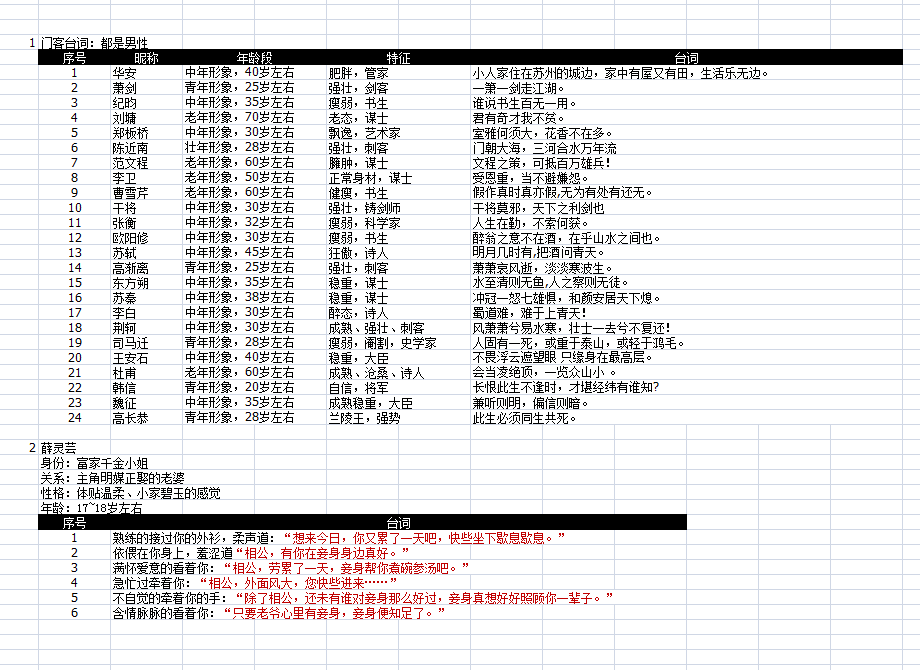 1 门客台词：都是男性
序号 昵称 年龄段 特征 台词
1 华安 中年形象，40岁左右 肥胖，管家 小人家住在苏州的城边，家中有屋又有田，生活乐无边。
2 萧剑 青年形象，25岁左右 强壮，剑客 一箫一剑走江湖。
3 纪昀 中年形象，35岁左右 瘦弱，书生 谁说书生百无一用。
4 刘墉 老年形象，70岁左右 老态，谋士 君有奇才我不贫。
5 郑板桥 中年形象，30岁左右 飘逸，艺术家 室雅何须大，花香不在多。
6 陈近南 壮年形象，28岁左右 强壮，刺客 门朝大海，三河合水万年流
7 范文程 老年形象，60岁左右 臃肿，谋士 文程之策，可抵百万雄兵！
8 李卫 老年形象，50岁左右 正常身材，谋士 受恩重，当不避嫌怨。
9 曹雪芹 老年形象，60岁左右 健瘦，书生 假作真时真亦假,无为有处有还无。
10 干将 中年形象，30岁左右 强壮，铸剑师 干将莫邪，天下之利剑也
11 张衡 中年形象，32岁左右 瘦弱，科学家 人生在勤，不索何获。
12 欧阳修 中年形象，30岁左右 瘦弱，书生 醉翁之意不在酒，在乎山水之间也。
13 苏轼 中年形象，45岁左右 狂傲，诗人 明月几时有,把酒问青天。
14 高渐离 青年形象，25岁左右 强壮，刺客 萧萧哀风逝，淡淡寒波生。
15 东方朔 中年形象，35岁左右 稳重，谋士 水至清则无鱼,人之察则无徒。
16 苏秦 中年形象，38岁左右 稳重，谋士 冲冠一怒七雄惧，和颜安居天下熄。
17 李白 中年形象，30岁左右 醉态，诗人 蜀道难，难于上青天！
18 荆轲 中年形象，30岁左右 成熟、强壮、刺客 风萧萧兮易水寒，壮士一去兮不复还！
19 司马迁 青年形象，28岁左右 瘦弱，阉割，史学家 人固有一死，或重于泰山，或轻于鸿毛。
20 王安石 中年形象，40岁左右 稳重，大臣 不畏浮云遮望眼 只缘身在最高层。
21 杜甫 老年形象，60岁左右 成熟、沧桑、诗人 会当凌绝顶，一览众山小 。
22 韩信 青年形象，20岁左右 自信，将军 长恨此生不逢时，才堪经纬有谁知？
23 魏征 中年形象，35岁左右 成熟稳重，大臣 兼听则明，偏信则暗。
24 高长恭 青年形象，28岁左右 兰陵王，强势 此生必须同生共死。
2 薛灵芸
身份：富家千金小姐
关系：主角明媒正娶的老婆
性格：体贴温柔、小家碧玉的感觉
年龄：17~18岁左右
序号 台词
1 熟练的接过你的外衫，柔声道：“想来今日，你又累了一天吧，快些坐下歇息歇息。”
2 依偎在你身上，羞涩道“相公，有你在妾身身边真好。”
3 满怀爱意的看着你：“相公，劳累了一天，妾身帮你煮碗参汤吧。”
4 急忙过牵着你：“相公，外面风大，您快些进来……”
5 不自觉的牵着你的手：“除了相公，还未有谁对妾身那么好过，妾身真想好好照顾你一辈子。”
6 含情脉脉的看着你：“只要老爷心里有妾身，妾身便知足了。”